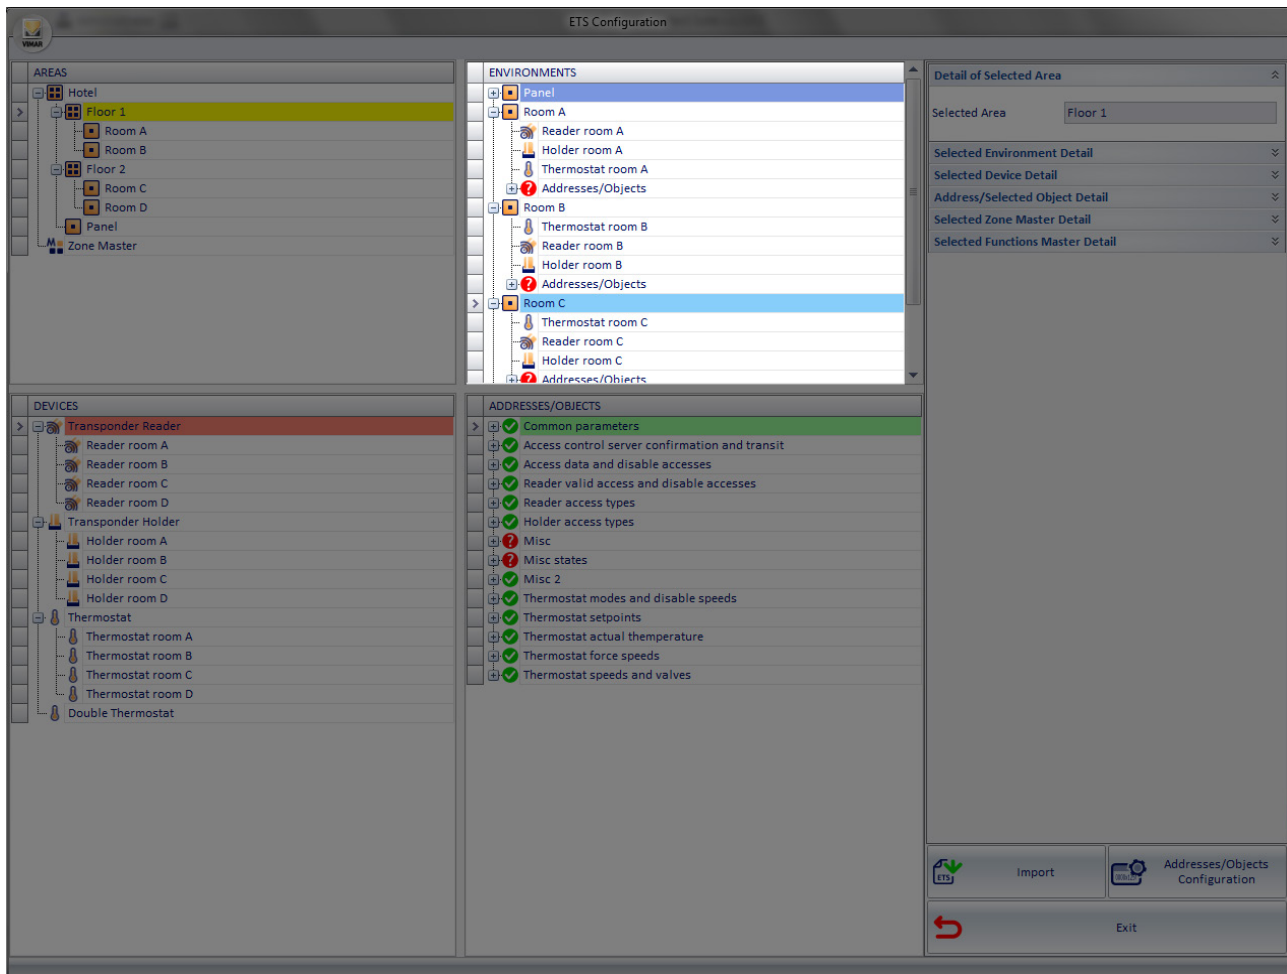 ETS Configuration
VIMAR
AREAS
Hotel
Floor 1
Room A
Room B
Floor 2
Room C
Room D
Panel
Zone Master
ENVIRONMENTS
Panel
Room A
Reader room A
Holder room A
Thermostat room A
Addresses/Objects
Room B
Thermostat room B
Reader room B
Holder room B
Addresses/Objects
Room C
Thermostat room C
Reader room C
Holder room C
Addresses/Objects
Detail of Selected Area
Selected Area Floor 1
Selected Environment Detail
Selected Device Detail
Address/Selected Object Detail
Selected Zone Master Detail
Selected Functions Master Detail
DEVICES
Transponder Reader
Reader room A
Reader room B
Reader room C
Reader room D
Transponder Holder
Holder room A
Holder room B
Holder room C
Holder room D
Thermostat
Thermostat room A
Thermostat room B
Thermostat room C
Thermostat room D
Double Thermostat
ADDRESSES/OBJECTS
Common parameters
Access control server confirmation and transit
Access data and disable accesses
Reader valid access and disable accesses
Reader access types
Holder access types
Misc
Misc states
Misc 2
Thermostat modes and disable speeds
Thermostat setpoints
Thermostat actual themperature
Thermostat force speeds
Thermostat speeds and valves
ETS
Import
Addresses/Objects
Configuration
Exit